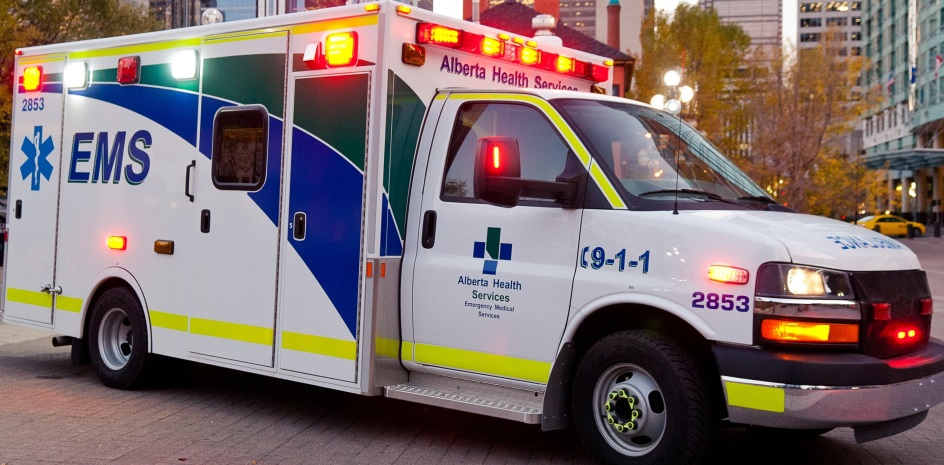 Alberta Health Services
2853
EMS
9-1-1
Alberta Health
Services
Emergency Medical
Services
2853